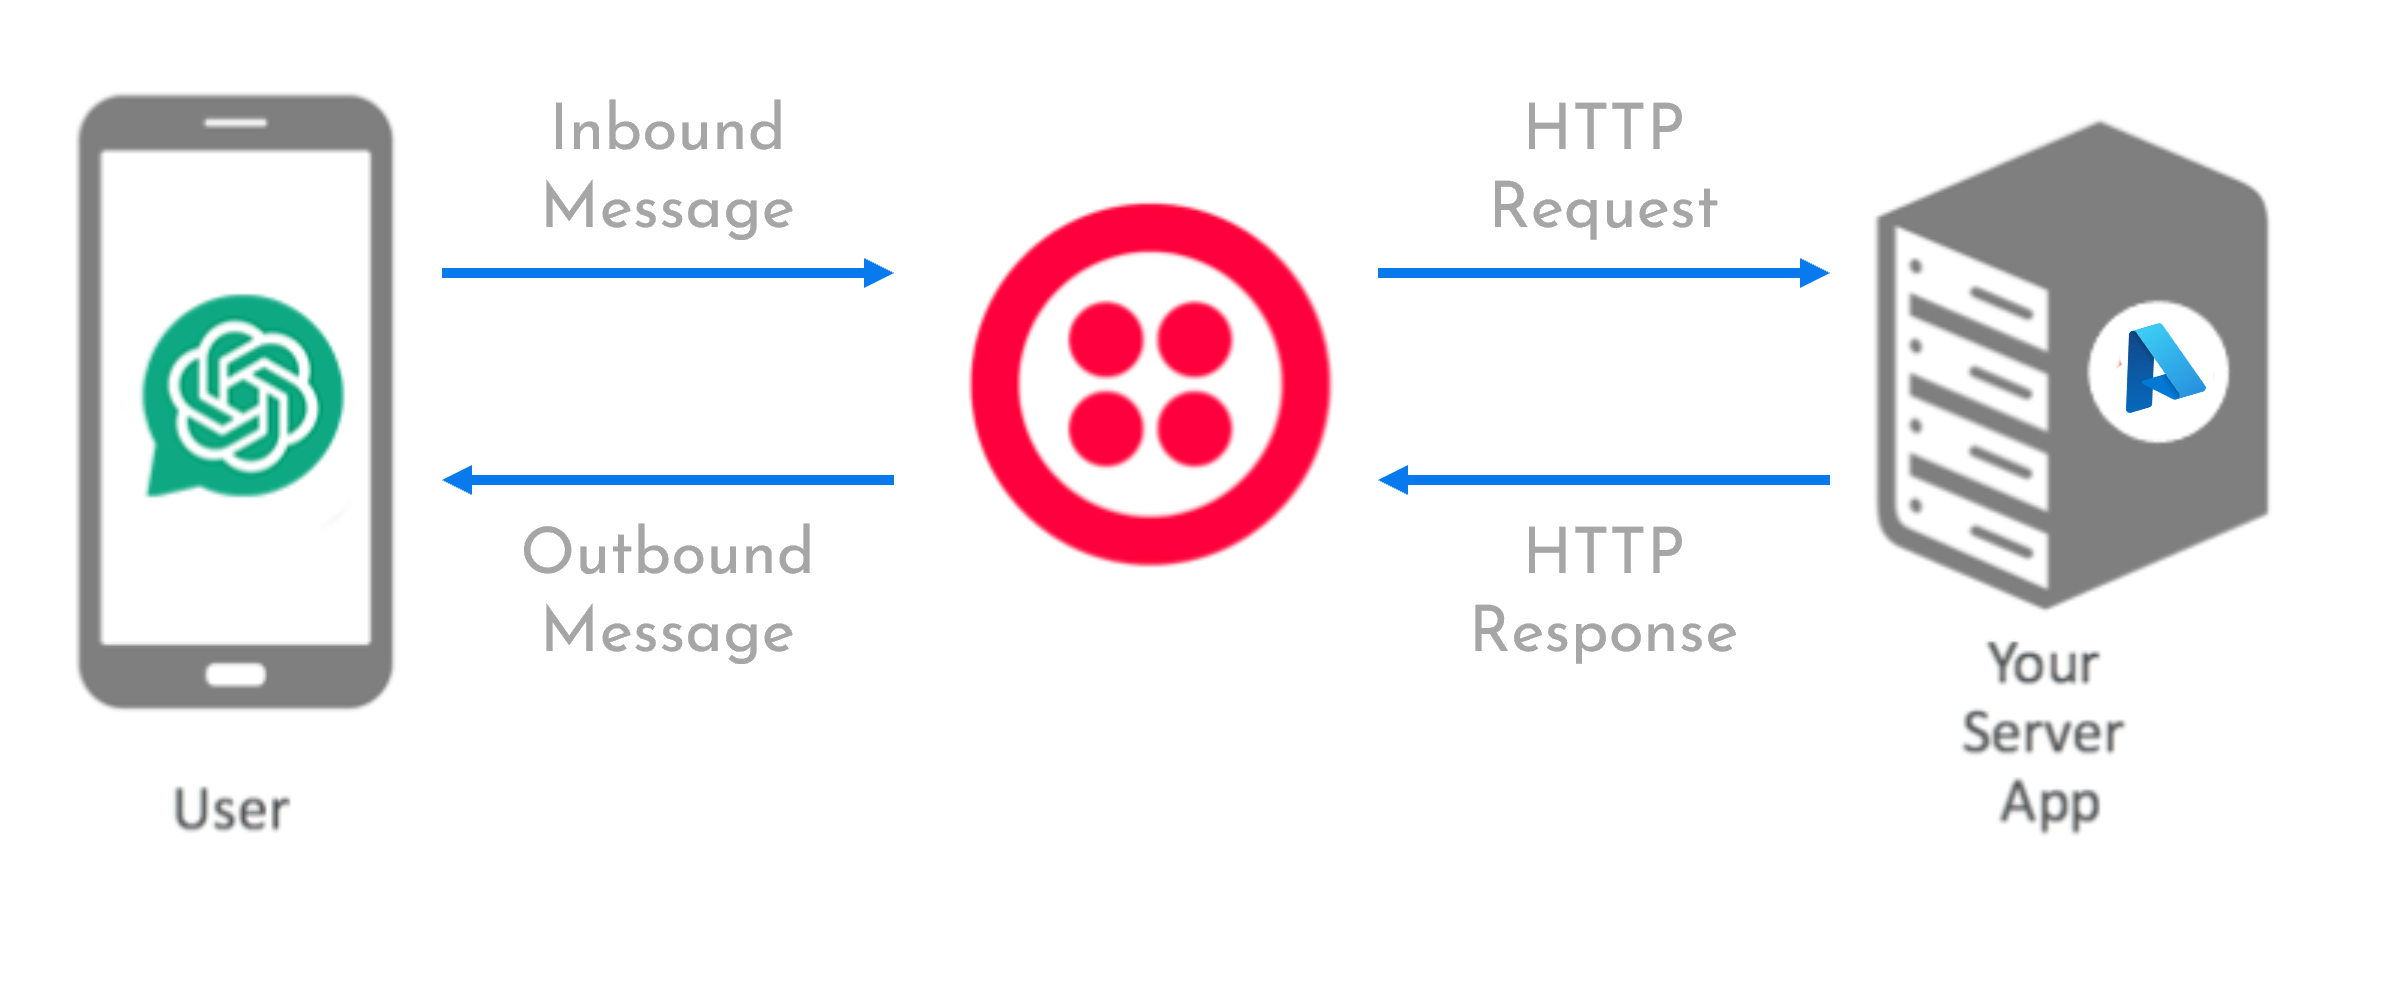 Inbound
Message
HTTP
Request
Outbound
Message
HTTP
Response
User
Your
Server
App